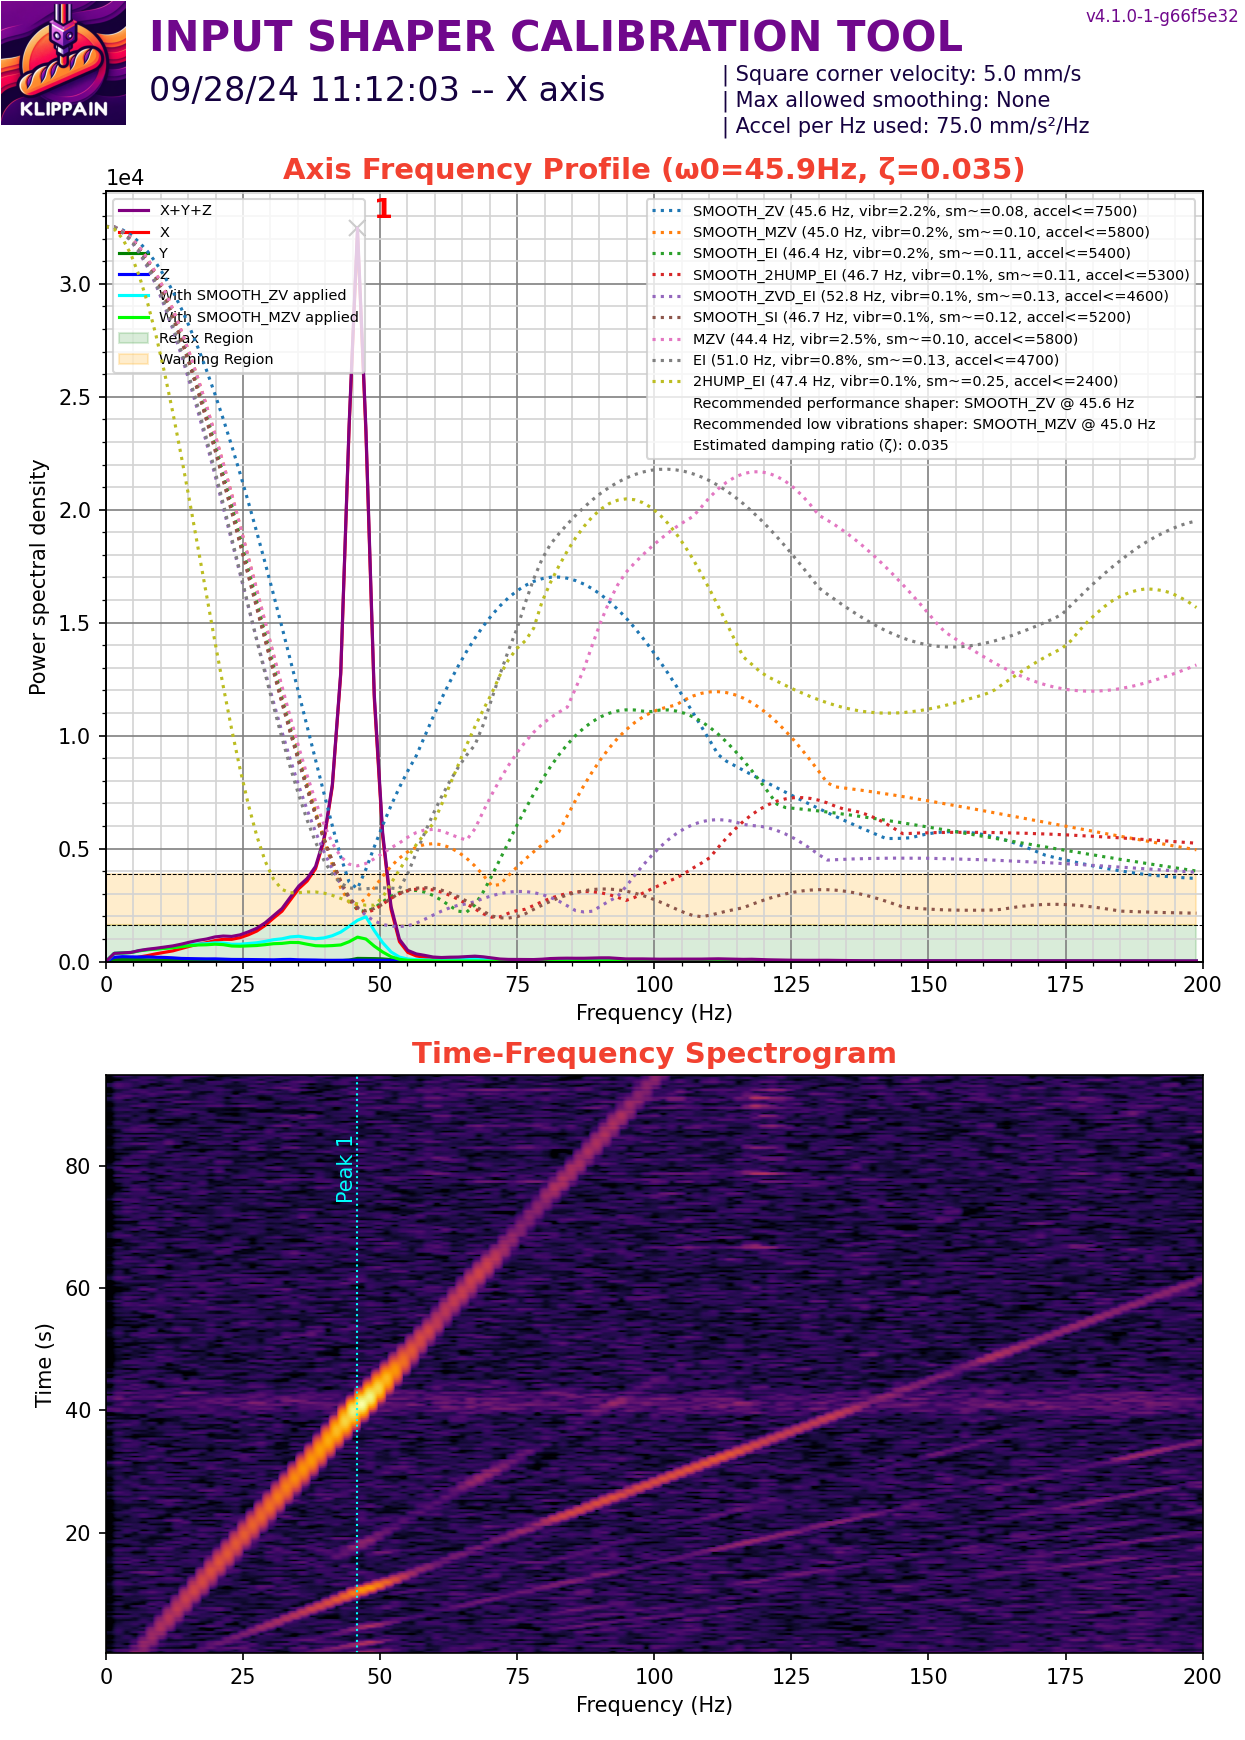 v4.1.0-1-g66f5e32
INPUT SHAPER CALIBRATION TOOL
09/28/24 11:12:03 -- X axis
| Square corner velocity: 5.0 mm/s
| Max allowed smoothing: None
| Accel per Hz used: 75.0 mm/s²/Hz
KLIPPAIN
Axis Frequency Profile (ω0=45.9Hz, ζ=0.035)
1e4
1
X+Y+Z
X
Y
Z
With SMOOTH_ZV applied
With SMOOTH_MZV applied
Relax Region
Warning Region
SMOOTH_ZV (45.6 Hz, vibr=2.2%, sm~=0.08, accel<=7500)
SMOOTH_MZV (45.0 Hz, vibr=0.2%, sm~=0.10, accel<=5800)
SMOOTH_EI (46.4 Hz, vibr=0.2%, sm~=0.11, accel<=5400)
SMOOTH_2HUMP_EI (46.7 Hz, vibr=0.1%, sm~=0.11, accel<=5300)
SMOOTH_ZVD_EI (52.8 Hz, vibr=0.1%, sm~=0.13, accel<=4600)
SMOOTH_SI (46.7 Hz, vibr=0.1%, sm~=0.12, accel<=5200)
MZV (44.4 Hz, vibr=2.5%, sm~=0.10, accel<=5800)
EI (51.0 Hz, vibr=0.8%, sm~=0.13, accel<=4700)
2HUMP_EI (47.4 Hz, vibr=0.1%, sm~=0.25, accel<=2400)
Recommended performance shaper: SMOOTH_ZV @ 45.6 Hz
Recommended low vibrations shaper: SMOOTH_MZV @ 45.0 Hz
Estimated damping ratio (ζ): 0.035
Power spectral density
3.0
2.5
2.0
1.5
1.0
0.5
0.0
0 25 50 75 100 125 150 175 200
Frequency (Hz)
Time-Frequency Spectrogram
Peak 1
Time (s)
80
60
40
20
0 25 50 75 100 125 150 175 200
Frequency (Hz)